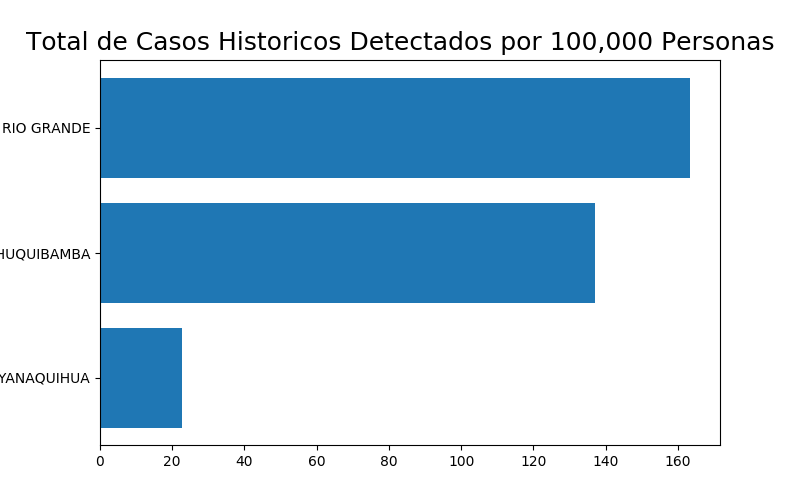 Total de Casos Historicos Detectados por 100,000 Personas
RIO GRANDE
HUQUIBAMBA
YANAQUIHUA
0 20 40 60 80 100 120 140 160